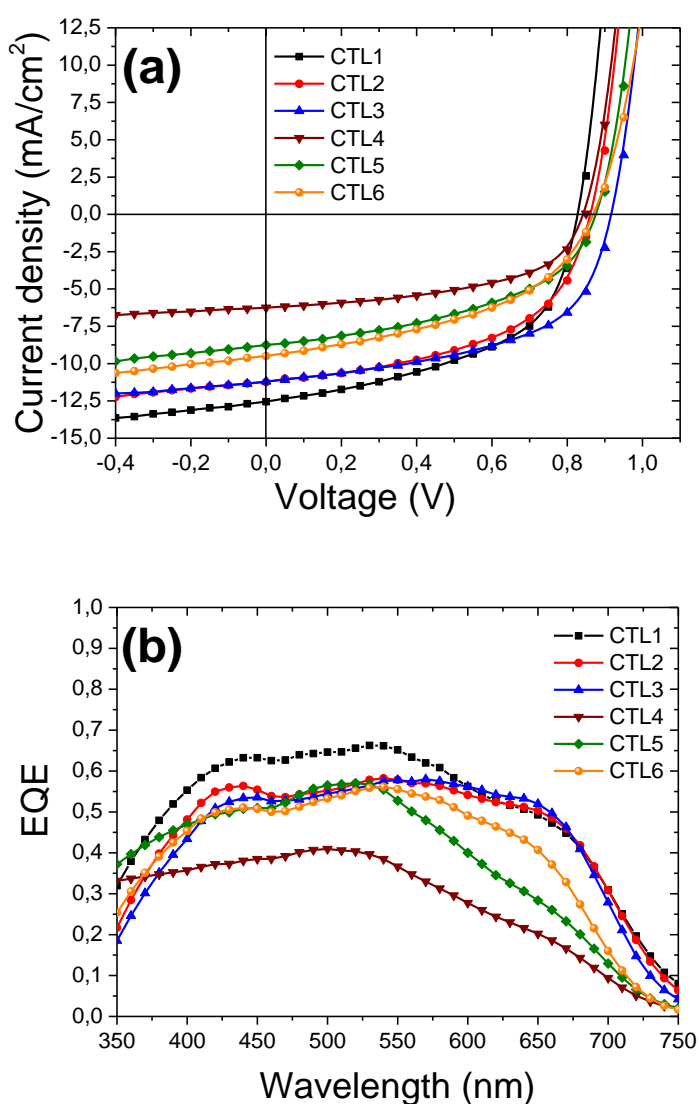 (a)
CTL1
CTL2
CTL3
CTL4
CTL5
CTL6
Current density (mA/cm²)
12,5
10,0
7,5
5,0
2,5
0,0
-2,5
-5,0
-7,5
-10,0
-12,5
-15,0
-0,4 -0,2 0,0 0,2 0,4 0,6 0,8 1,0
Voltage (V)
(b)
CTL1
CTL2
CTL3
CTL4
CTL5
CTL6
EQE
1,0
0,9
0,8
0,7
0,6
0,5
0,4
0,3
0,2
0,1
0,0
350 400 450 500 550 600 650 700 750
Wavelength (nm)